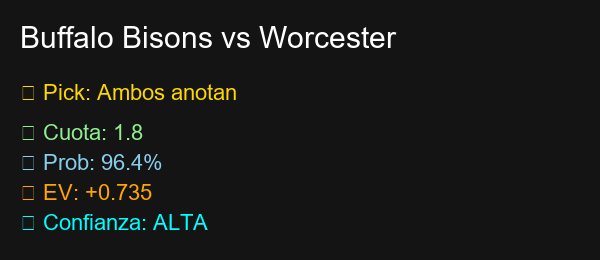 Buffalo Bisons vs Worcester
Pick: Ambos anotan
Cuota: 1.8
Prob: 96.4%
EV: +0.735
Confianza: ALTA